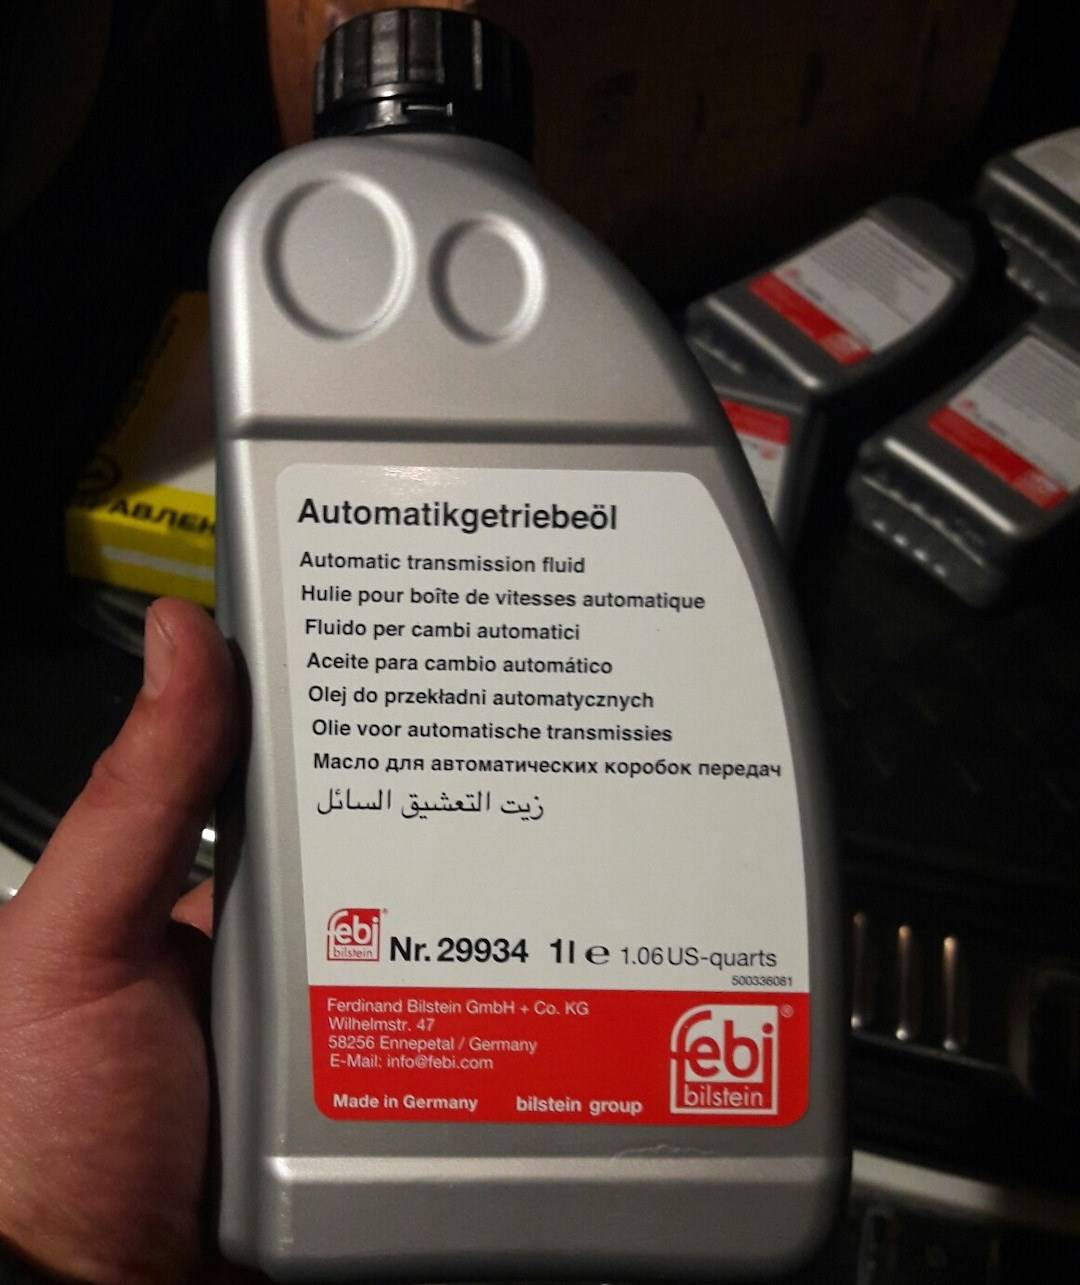 Automatikgetriebeöl
Automatic transmission fluid
Hulie pour boîte de vitesses automatique
Fluido per cambi automatici
Aceite para cambio automático
Olej do przekładni automatycznych
Olie voor automatische transmissies
Масло для автоматических коробок передач
زيت التعشيق السائل
febi® bilstein Nr. 29934 1l e 1.06 US-quarts
500336081
Ferdinand Bilstein GmbH + Co. KG
Wilhelmstr. 47
58256 Ennepetal / Germany
E-Mail: info@febi.com
Made in Germany bilstein group
febi®
bilstein
АВЛЕН